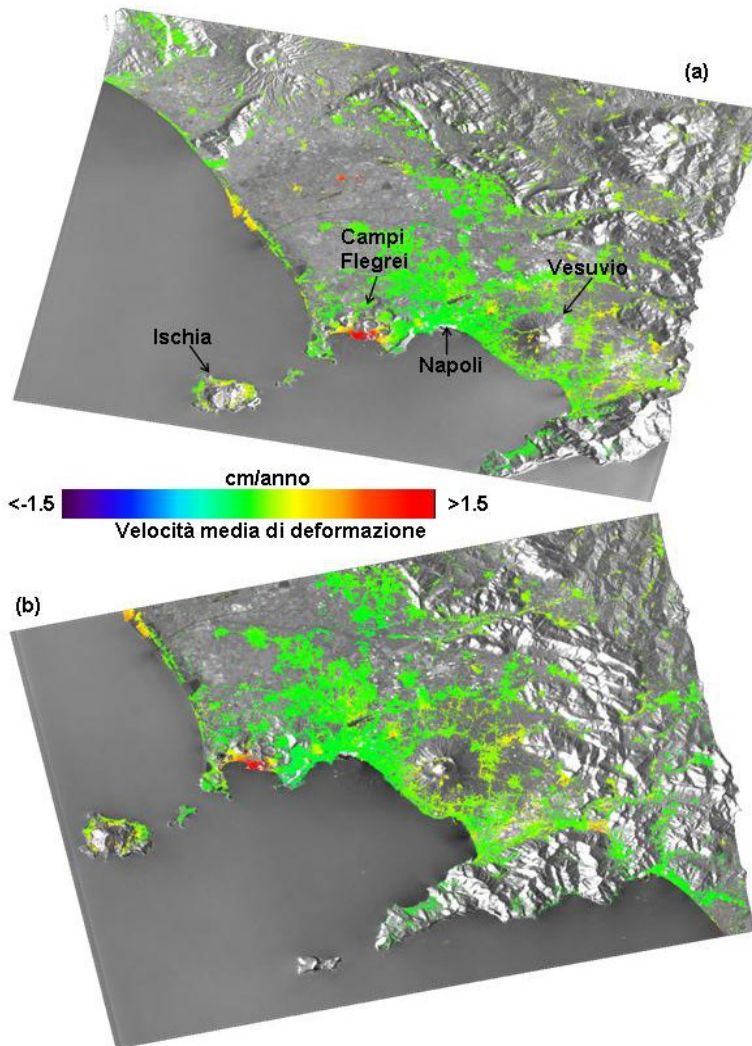 (a)
Campi
Flegrei
Vesuvio
Ischia
Napoli
cm/anno
<-1.5 >1.5
Velocità media di deformazione
(b)